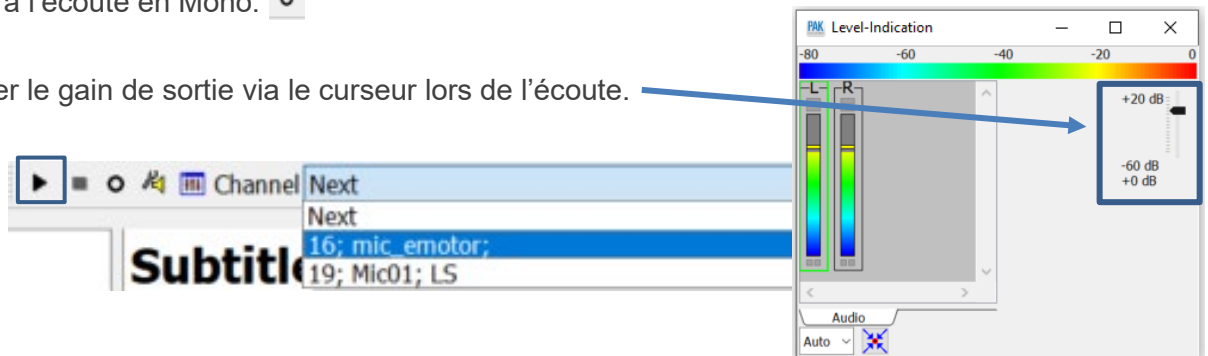 à l'écoute en Mono.
er le gain de sortie via le curseur lors de l'écoute.
Channel Next
Next
16; mic_emotor;
19; Mic01; LS
Subtitle
PAK Level-Indication
-80 -60 -40 -20 0
L R
+20 dB
-60 dB
+0 dB
Audio
Auto